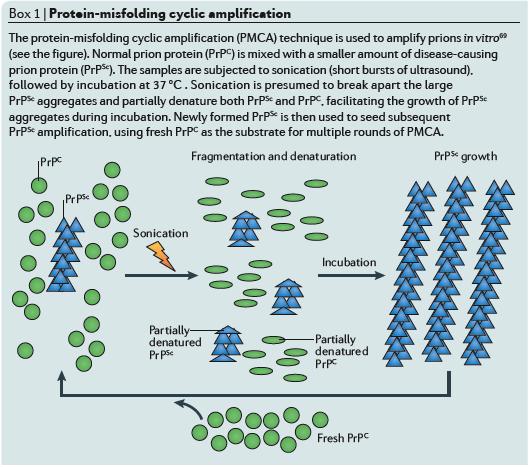 Box 1 | Protein-misfolding cyclic amplification
The protein-misfolding cyclic amplification (PMCA) technique is used to amplify prions in vitro⁶⁹
(see the figure). Normal prion protein (PrPᶜ) is mixed with a smaller amount of disease-causing
prion protein (PrPˢᶜ). The samples are subjected to sonication (short bursts of ultrasound),
followed by incubation at 37 °C . Sonication is presumed to break apart the large
PrPˢᶜ aggregates and partially denature both PrPˢᶜ and PrPᶜ, facilitating the growth of PrPˢᶜ
aggregates during incubation. Newly formed PrPˢᶜ is then used to seed subsequent
PrPˢᶜ amplification, using fresh PrPᶜ as the substrate for multiple rounds of PMCA.
PrPᶜ
Fragmentation and denaturation
PrPˢᶜ growth
PrPˢᶜ
Sonication
Incubation
Partially
denatured
PrPˢᶜ
Partially
denatured
PrPᶜ
Fresh PrPᶜ